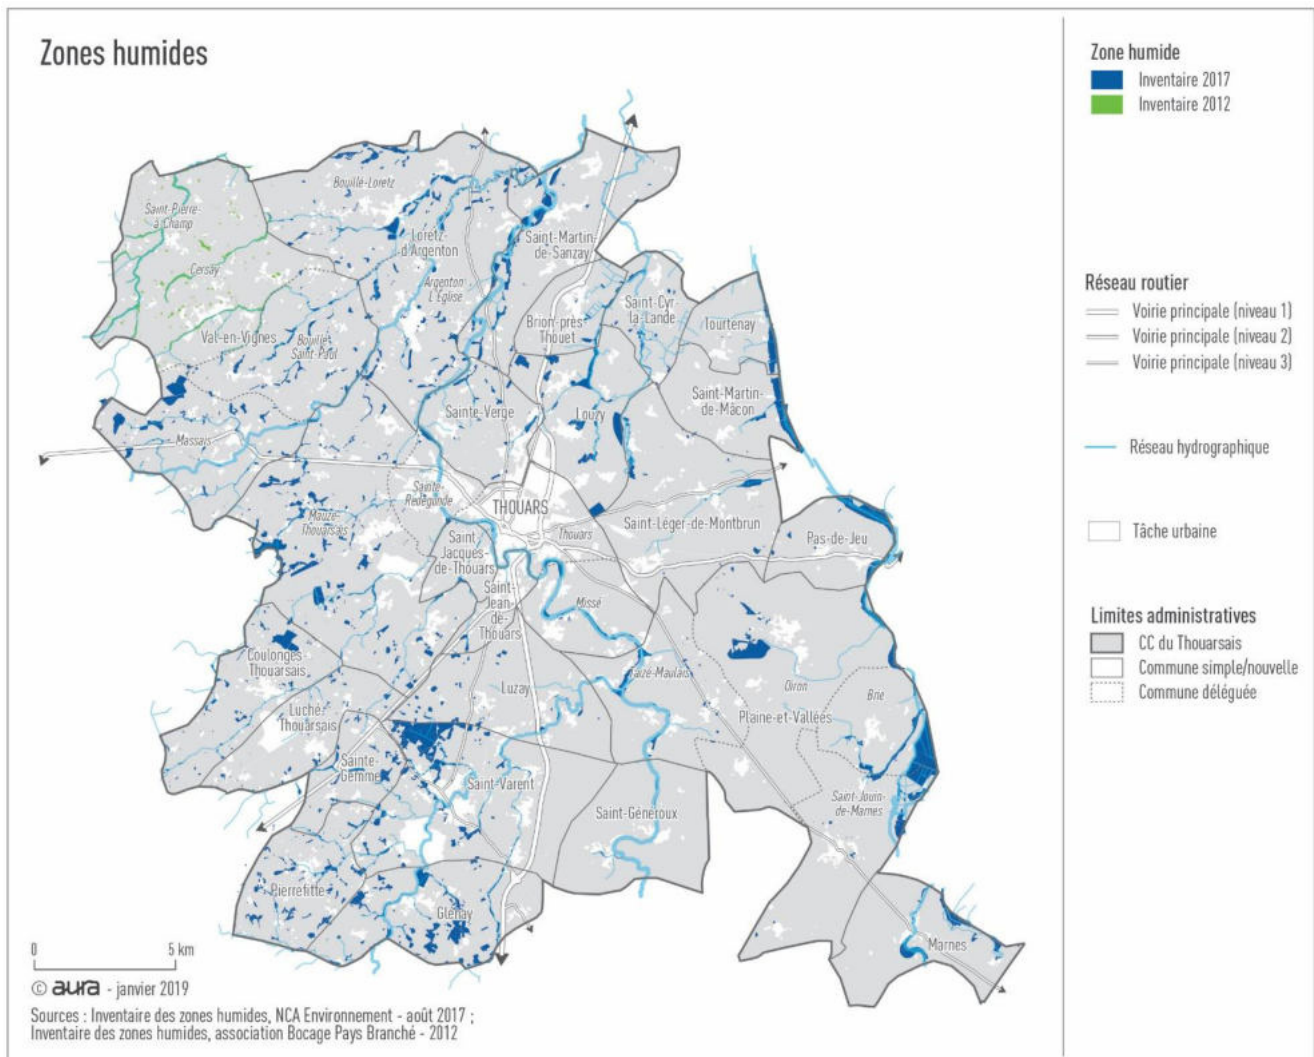 Zones humides
Zone humide
Inventaire 2017
Inventaire 2012
Réseau routier
Voirie principale (niveau 1)
Voirie principale (niveau 2)
Voirie principale (niveau 3)
Réseau hydrographique
Tâche urbaine
Limites administratives
CC du Thouarsais
Commune simple/nouvelle
Commune déléguée
Bouillé-Loretz
Saint-Pierre-
à-Champ
Loretz-
d'Argenton
Saint-Martin-
de-Sanzay
Cersay
Argenton
L'Église
Saint-Cyr-
la-Lande
Brion-près-
Thouet
Tourtenay
Val-en-Vignes
Bouillé
Saint-Paul
Saint-Martin-
de-Mâcon
Sainte-Verge
Louzy
Massais
Sainte-
Radegonde
THOUARS
Mauzé-
Thouarsais
Thouars
Saint-Léger-de-Montbrun
Pas-de-Jeu
Saint-
Jacques-
de-Thouars
Saint-
Jean-
de-
Thouars
Missé
Coulonges-
Thouarsais
Taizé-Maulais
Luzay
Oiron
Brie
Luché-
Thouarsais
Plaine-et-Vallées
Sainte-
Gemme
Saint-Varent
Saint-Généroux
Saint-Jouin-
de-Marnes
Pierrefitte
Glénay
Marnes
0 5 km
© aura - janvier 2019
Sources : Inventaire des zones humides, NCA Environnement - août 2017 ;
Inventaire des zones humides, association Bocage Pays Branché - 2012